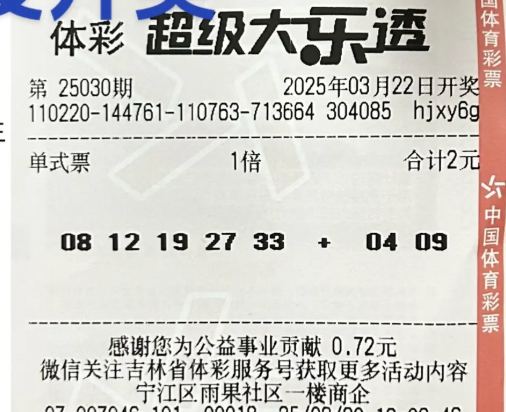 体彩 超级大乐透
第 25030期 2025年03月22日开奖
110220-144761-110763-713664 304085 hjxy6g
单式票 1倍 合计2元
08 12 19 27 33 + 04 09
感谢您为公益事业贡献 0.72元
微信关注吉林省体彩服务号获取更多活动内容
宁江区雨果社区一楼商企
国体育彩票
中国体育彩票